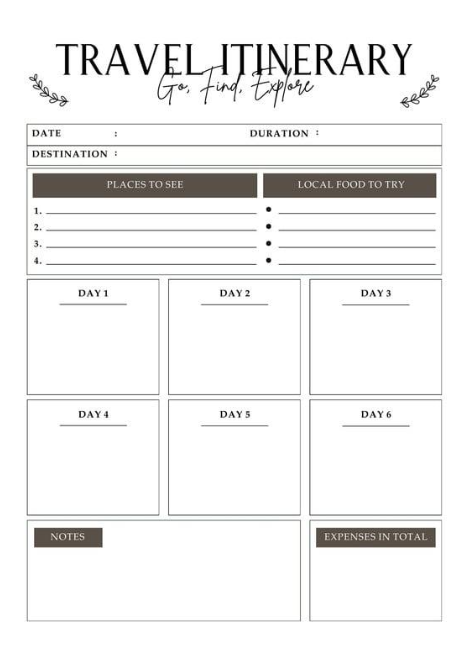 TRAVEL ITINERARY
Go, Find, Explore
DATE : DURATION :
DESTINATION :
PLACES TO SEE LOCAL FOOD TO TRY
1. •
2. •
3. •
4. •
DAY 1 DAY 2 DAY 3
DAY 4 DAY 5 DAY 6
NOTES EXPENSES IN TOTAL